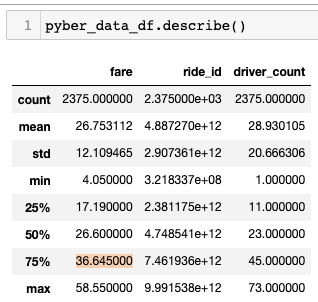 1 pyber_data_df.describe()
fare ride_id driver_count
count 2375.000000 2.375000e+03 2375.000000
mean 26.753112 4.887270e+12 28.930105
std 12.109465 2.907361e+12 20.666306
min 4.050000 3.218337e+08 1.000000
25% 17.190000 2.381175e+12 11.000000
50% 26.600000 4.748541e+12 23.000000
75% 36.645000 7.461936e+12 45.000000
max 58.550000 9.991538e+12 73.000000